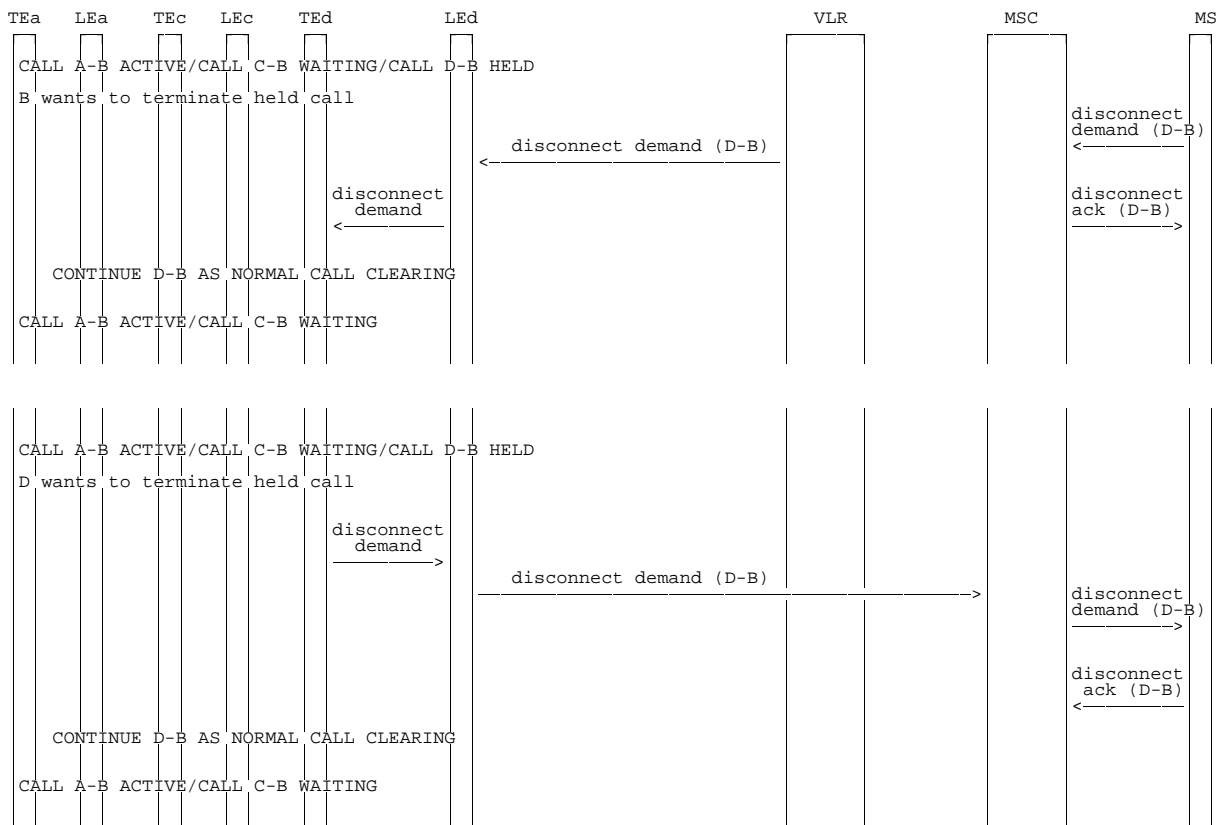 TEa LEa TEc LEc TEd LEd VLR MSC MS
CALL A-B ACTIVE/CALL C-B WAITING/CALL D-B HELD
B wants to terminate held call
disconnect
demand (D-B)
disconnect demand (D-B)
disconnect
demand
disconnect
ack (D-B)
CONTINUE D-B AS NORMAL CALL CLEARING
CALL A-B ACTIVE/CALL C-B WAITING
CALL A-B ACTIVE/CALL C-B WAITING/CALL D-B HELD
D wants to terminate held call
disconnect
demand
disconnect demand (D-B)
disconnect
demand (D-B)
disconnect
ack (D-B)
CONTINUE D-B AS NORMAL CALL CLEARING
CALL A-B ACTIVE/CALL C-B WAITING